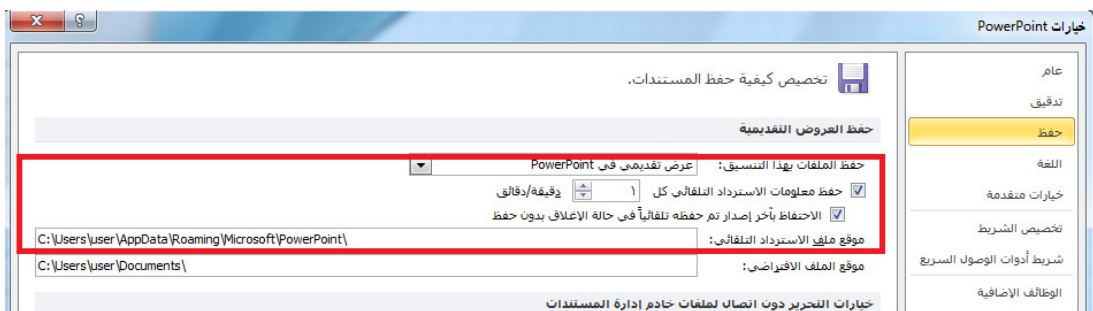 خيارات PowerPoint
عام
تدقيق
حفظ
اللغة
خيارات متقدمة
تخصيص الشريط
شريط أدوات الوصول السريع
الوظائف الإضافية
تخصيص كيفية حفظ المستندات.
حفظ العروض التقديمية
حفظ الملفات بهذا التنسيق: عرض تقديمي في PowerPoint
حفظ معلومات الاسترداد التلقائي كل ١ دقيقة/دقائق
الاحتفاظ بآخر إصدار تم حفظه تلقائياً في حالة الإغلاق بدون حفظ
موقع ملف الاسترداد التلقائي: C:\Users\user\AppData\Roaming\Microsoft\PowerPoint\
موقع الملف الافتراضي: C:\Users\user\Documents\
خيارات التحرير دون اتصال لملفات خادم إدارة المستندات